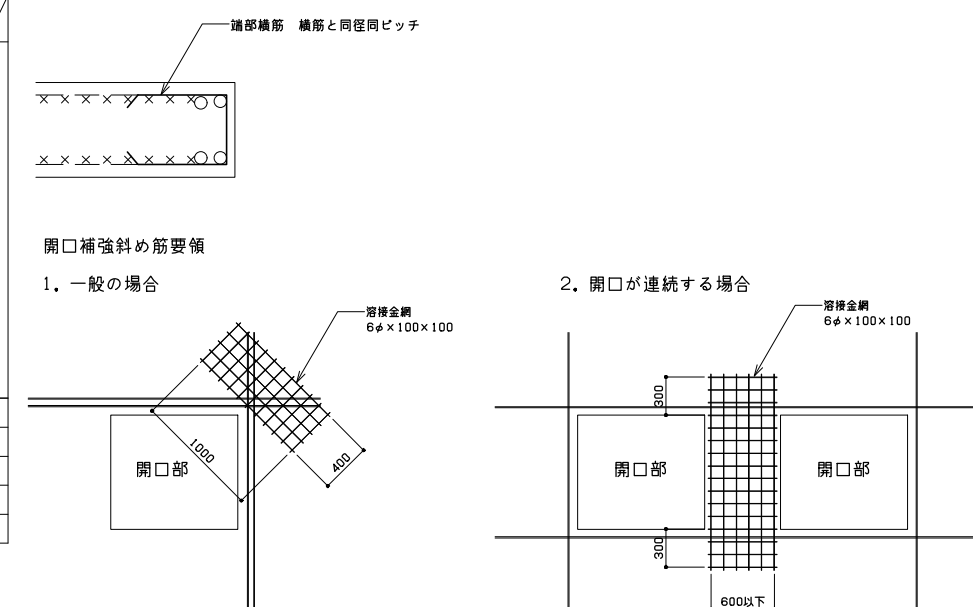 端部横筋 横筋と同径同ピッチ
開口補強斜め筋要領
1. 一般の場合
溶接金網
6φ×100×100
開口部
1000
400
2. 開口が連続する場合
溶接金網
6φ×100×100
300
開口部
開口部
300
600以下